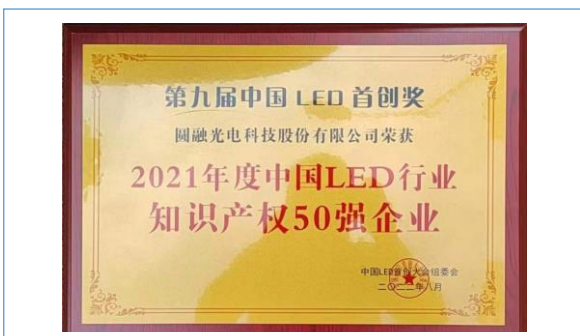 第九届中国LED首创奖
圆融光电科技股份有限公司荣获
2021年度中国LED行业
知识产权50强企业
中国LED首创大会组委会
二〇二二年八月